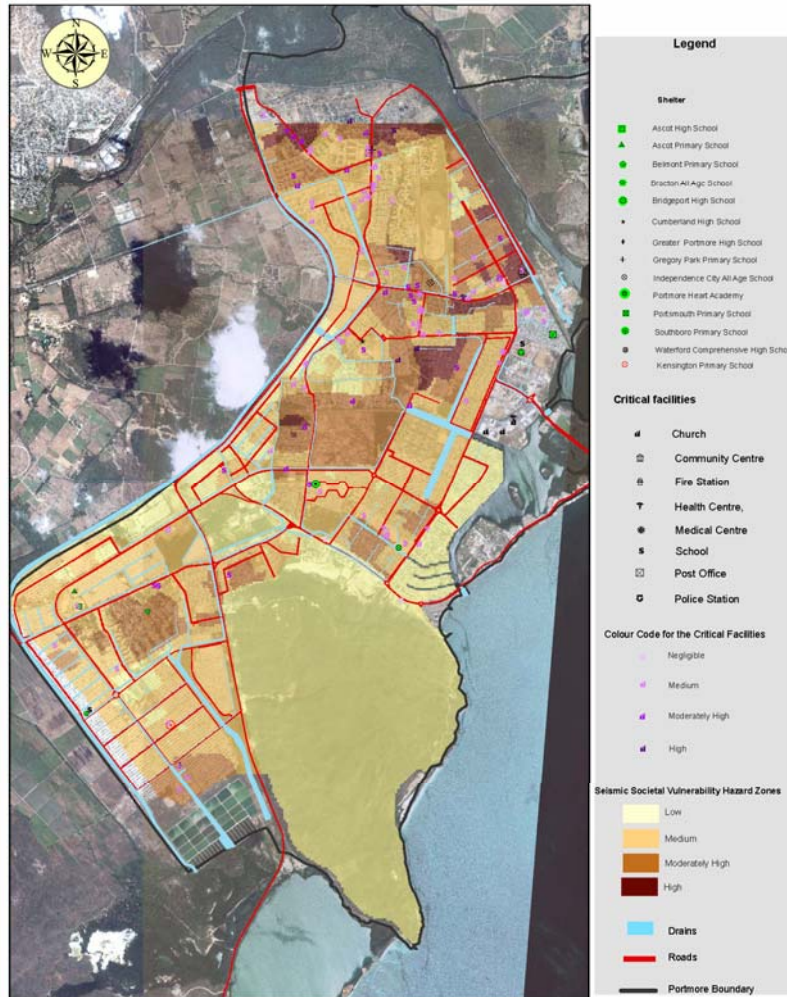 N
W
E
S
Legend
Shelter
Ascot High School
Ascot Primary School
Belmont Primary School
Bracton All Age School
Bridgeport High School
Cumberland High School
Greater Portmore High School
Gregory Park Primary School
Independence City All Age School
Portmore Heart Academy
Portsmouth Primary School
Southboro Primary School
Waterford Comprehensive High Scho
Kensington Primary School
Critical facilities
Church
Community Centre
Fire Station
Health Centre,
Medical Centre
S School
Post Office
Police Station
Colour Code for the Critical Facilities
Negligible
Medium
Moderately High
High
Seismic Societal Vulnerability Hazard Zones
Low
Medium
Moderately High
High
Drains
Roads
Portmore Boundary